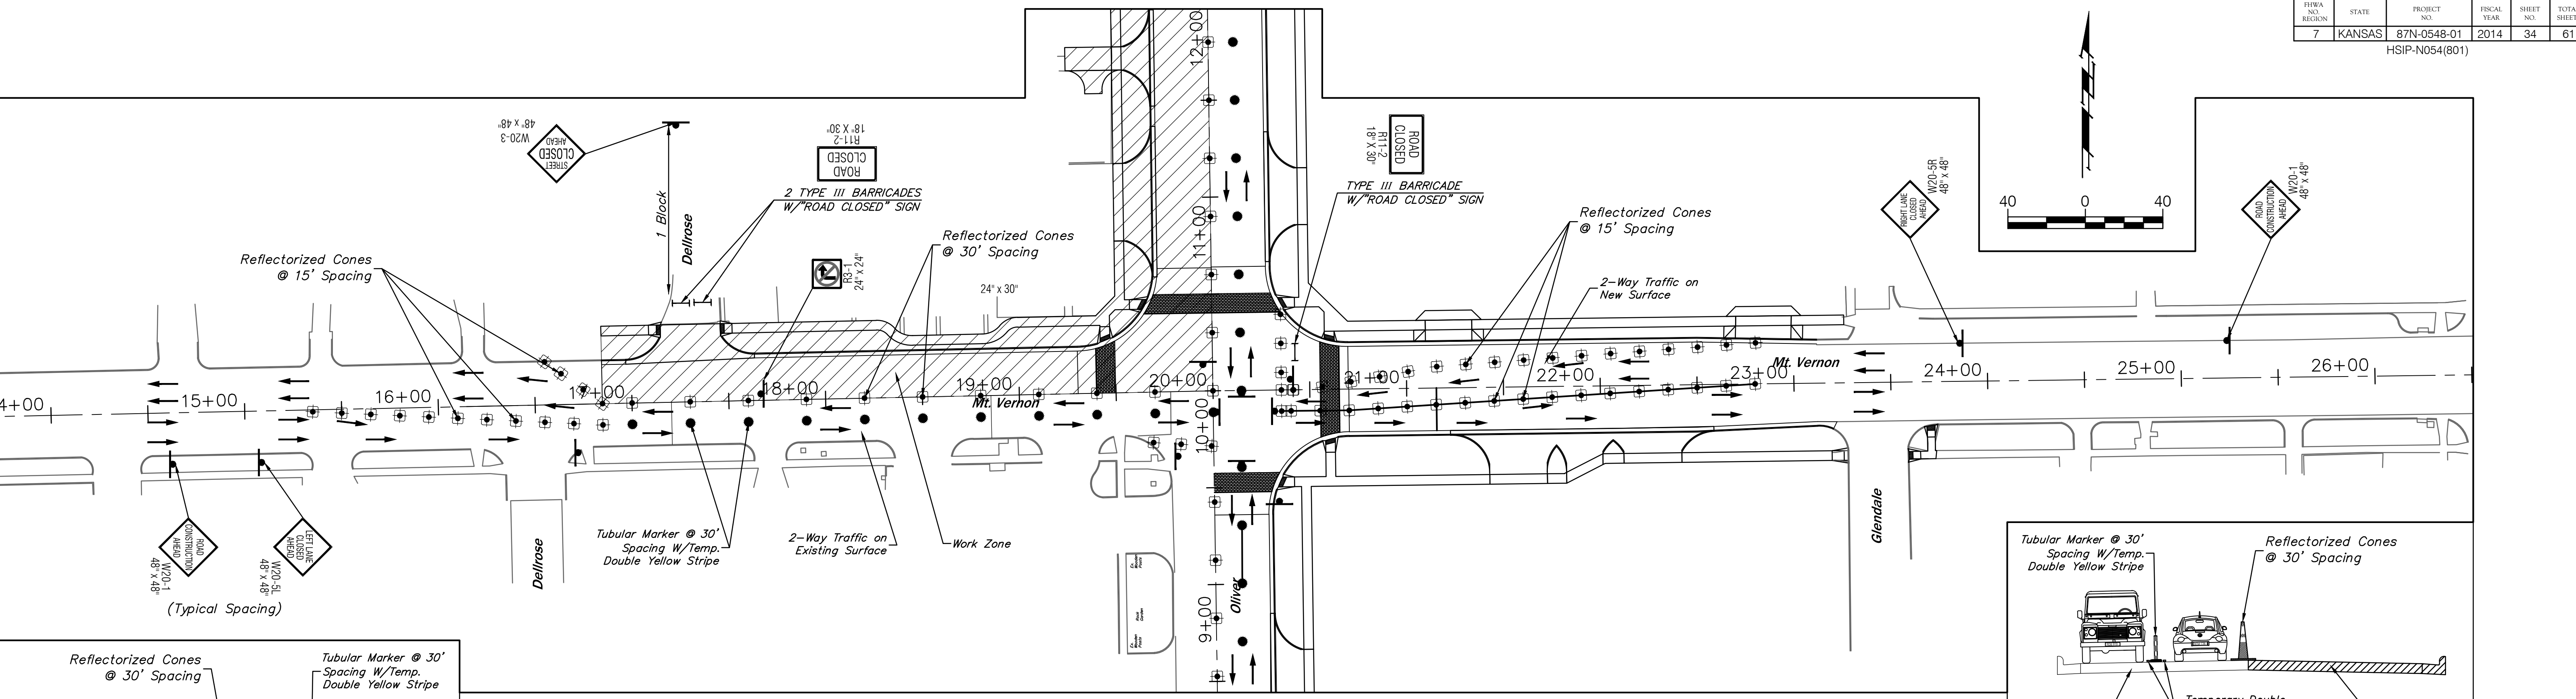 FHWA
NO.
REGION
STATE
PROJECT
NO.
FISCAL
YEAR
SHEET
NO.
TOTAL
SHEET
7
KANSAS
87N-0548-01
2014
34
61
HSIP-N054(801)
12+00
W20-3
48" x 48"
STREET
CLOSED
AHEAD
1 Block
Dellrose
R11-2
18" X 30"
ROAD
CLOSED
2 TYPE III BARRICADES
W/"ROAD CLOSED" SIGN
ROAD
CLOSED
R11-2
18" X 30"
TYPE III BARRICADE
W/"ROAD CLOSED" SIGN
RIGHT LANE
CLOSED
AHEAD
W20-5R
48" x 48"
40
0
40
ROAD
CONSTRUCTION
AHEAD
W20-1
48" x 48"
Reflectorized Cones
@ 15' Spacing
R3-1
24" x 24"
Reflectorized Cones
@ 30' Spacing
24" x 30"
11+00
Reflectorized Cones
@ 15' Spacing
2-Way Traffic on
New Surface
4+00
15+00
16+00
17+00
18+00
19+00
20+00
21+00
22+00
23+00
24+00
25+00
26+00
Mt. Vernon
Mt. Vernon
10+00
ROAD
CONSTRUCTION
AHEAD
W20-1
48" x 48"
LEFT LANE
CLOSED
AHEAD
W20-5L
48" x 48"
(Typical Spacing)
Dellrose
Tubular Marker @ 30'
Spacing W/Temp.
Double Yellow Stripe
2-Way Traffic on
Existing Surface
Work Zone
9+00
Oliver
Glendale
Tubular Marker @ 30'
Spacing W/Temp.
Double Yellow Stripe
Reflectorized Cones
@ 30' Spacing
Reflectorized Cones
@ 30' Spacing
Tubular Marker @ 30'
Spacing W/Temp.
Double Yellow Stripe
Temporary Double